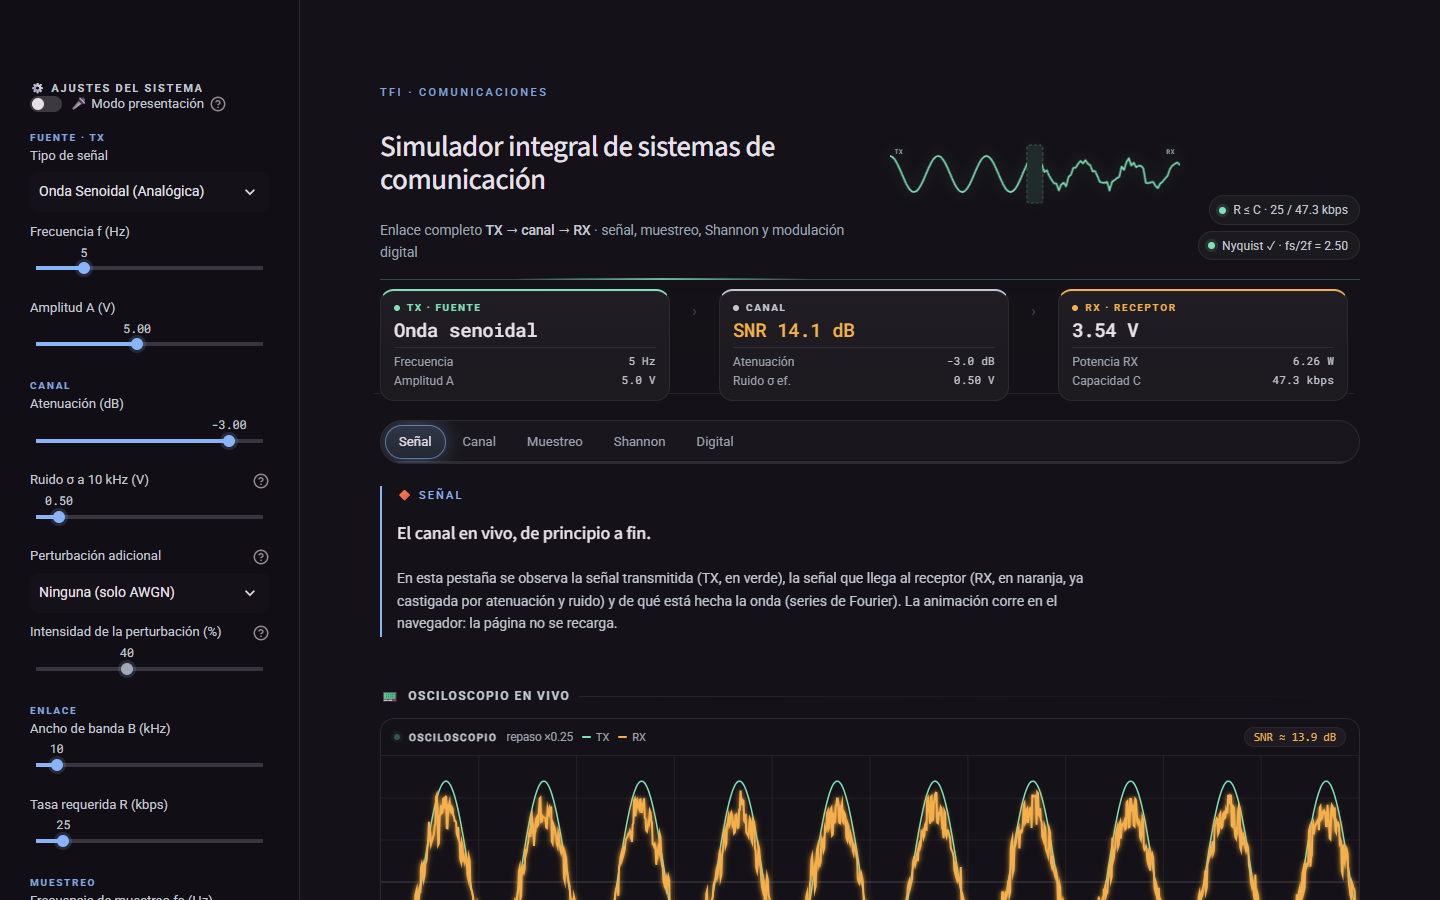 AJUSTES DEL SISTEMA
Modo presentación
FUENTE · TX
Tipo de señal
Onda Senoidal (Analógica)
Frecuencia f (Hz)
5
Amplitud A (V)
5.00
CANAL
Atenuación (dB)
-3.00
Ruido σ a 10 kHz (V)
0.50
Perturbación adicional
Ninguna (solo AWGN)
Intensidad de la perturbación (%)
40
ENLACE
Ancho de banda B (kHz)
10
Tasa requerida R (kbps)
25
MUESTREO
Frecuencia de muestreo fs (Hz)
TFI · COMUNICACIONES
Simulador integral de sistemas de
comunicación
Enlace completo TX → canal → RX · señal, muestreo, Shannon y modulación
digital
TX
RX
R ≤ C · 25 / 47.3 kbps
Nyquist ✓ · fs/2f = 2.50
TX · FUENTE
Onda senoidal
Frecuencia 5 Hz
Amplitud A 5.0 V
›
CANAL
SNR 14.1 dB
Atenuación -3.0 dB
Ruido σ ef. 0.50 V
›
RX · RECEPTOR
3.54 V
Potencia RX 6.26 W
Capacidad C 47.3 kbps
Señal Canal Muestreo Shannon Digital
SEÑAL
El canal en vivo, de principio a fin.
En esta pestaña se observa la señal transmitida (TX, en verde), la señal que llega al receptor (RX, en naranja, ya
castigada por atenuación y ruido) y de qué está hecha la onda (series de Fourier). La animación corre en el
navegador: la página no se recarga.
OSCILOSCOPIO EN VIVO
OSCILOSCOPIO repaso ×0.25 TX RX
SNR ≈ 13.9 dB